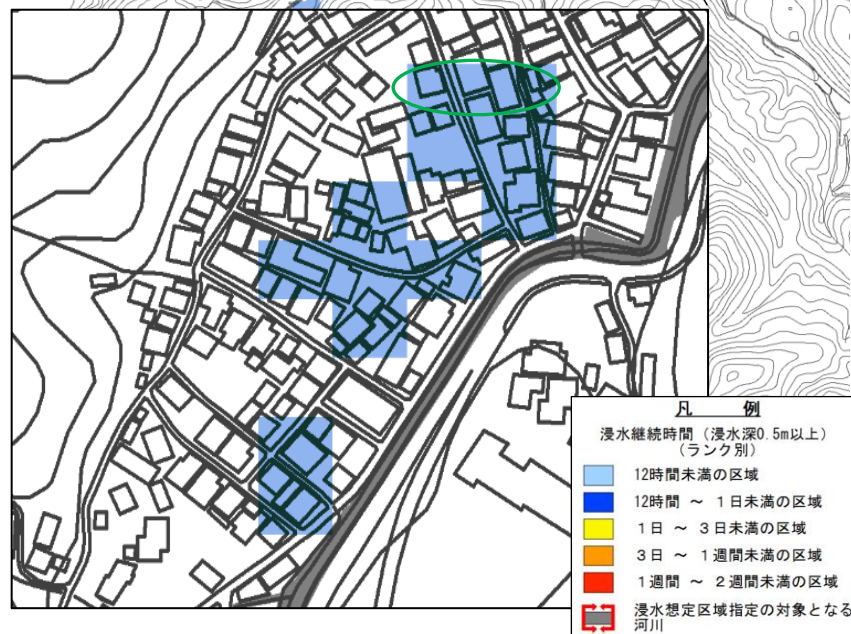 凡 例
浸水継続時間（浸水深0.5m以上）
（ランク別）
12時間未満の区域
12時間 ～ 1日未満の区域
1日 ～ 3日未満の区域
3日 ～ 1週間未満の区域
1週間 ～ 2週間未満の区域
浸水想定区域指定の対象となる
河川